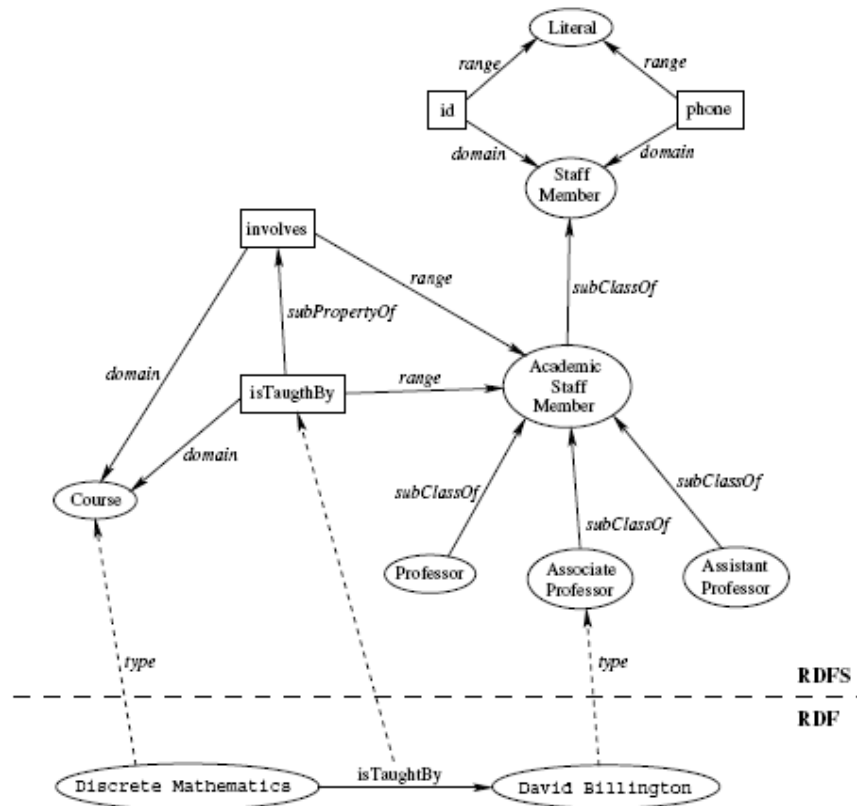 Literal
range
range
id
phone
domain
domain
Staff
Member
involves
range
subClassOf
subPropertyOf
domain
isTaugthBy
range
Academic
Staff
Member
domain
Course
subClassOf
subClassOf
subClassOf
Professor
Associate
Professor
Assistant
Professor
type
type
RDFS
RDF
isTaughtBy
Discrete Mathematics
David Billington